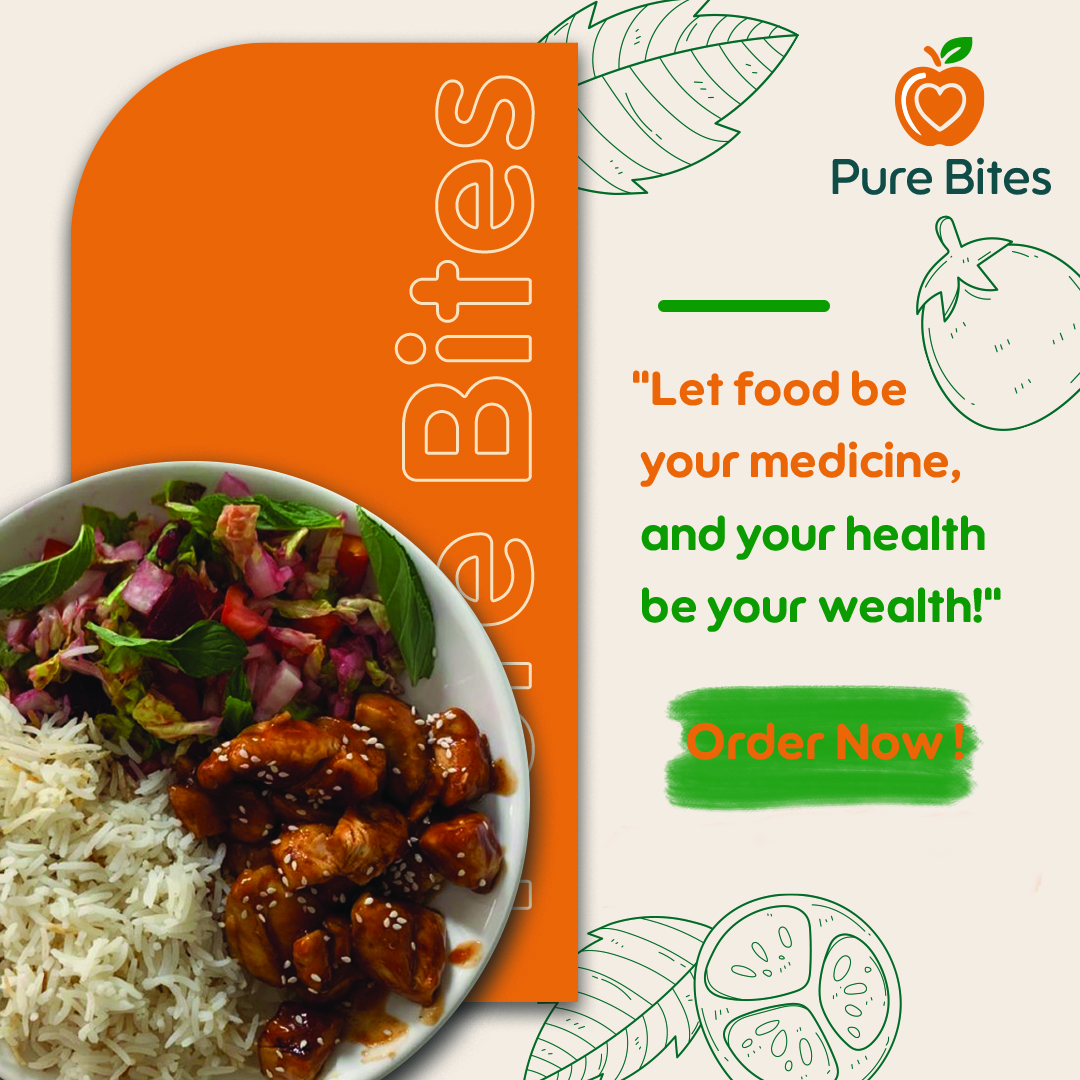 Pure Bites
Bites
"Let food be
your medicine,
and your health
be your wealth!"
Order Now !